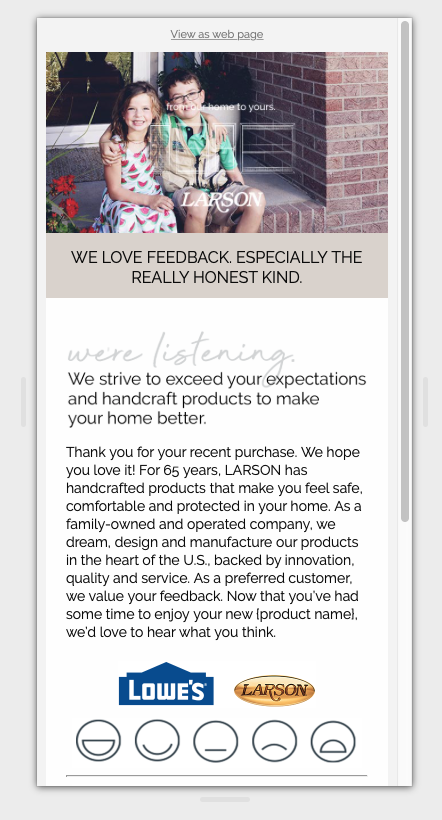 View as web page
from our home to yours.
LARSON
WE LOVE FEEDBACK. ESPECIALLY THE
REALLY HONEST KIND.
we're listening.
We strive to exceed your expectations
and handcraft products to make
your home better.
Thank you for your recent purchase. We hope
you love it! For 65 years, LARSON has
handcrafted products that make you feel safe,
comfortable and protected in your home. As a
family-owned and operated company, we
dream, design and manufacture our products
in the heart of the U.S., backed by innovation,
quality and service. As a preferred customer,
we value your feedback. Now that you've had
some time to enjoy your new {product name},
we'd love to hear what you think.
LOWE'S LARSON